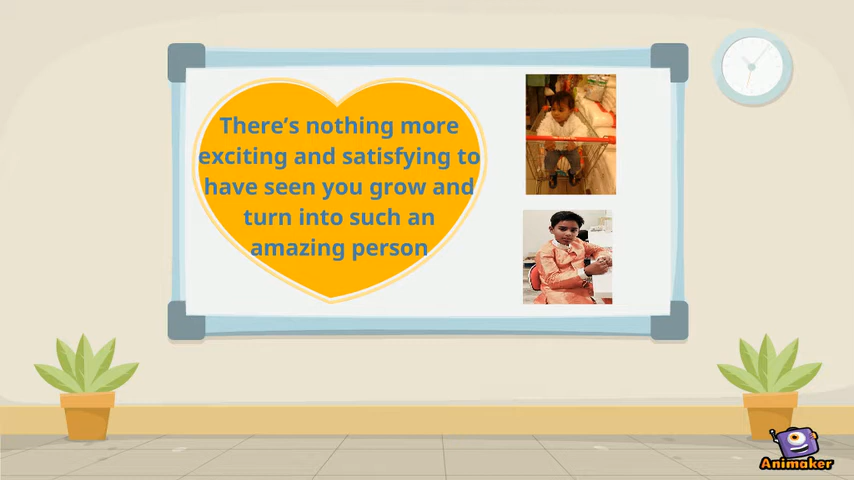 There’s nothing more
exciting and satisfying to
have seen you grow and
turn into such an
amazing person
Animaker